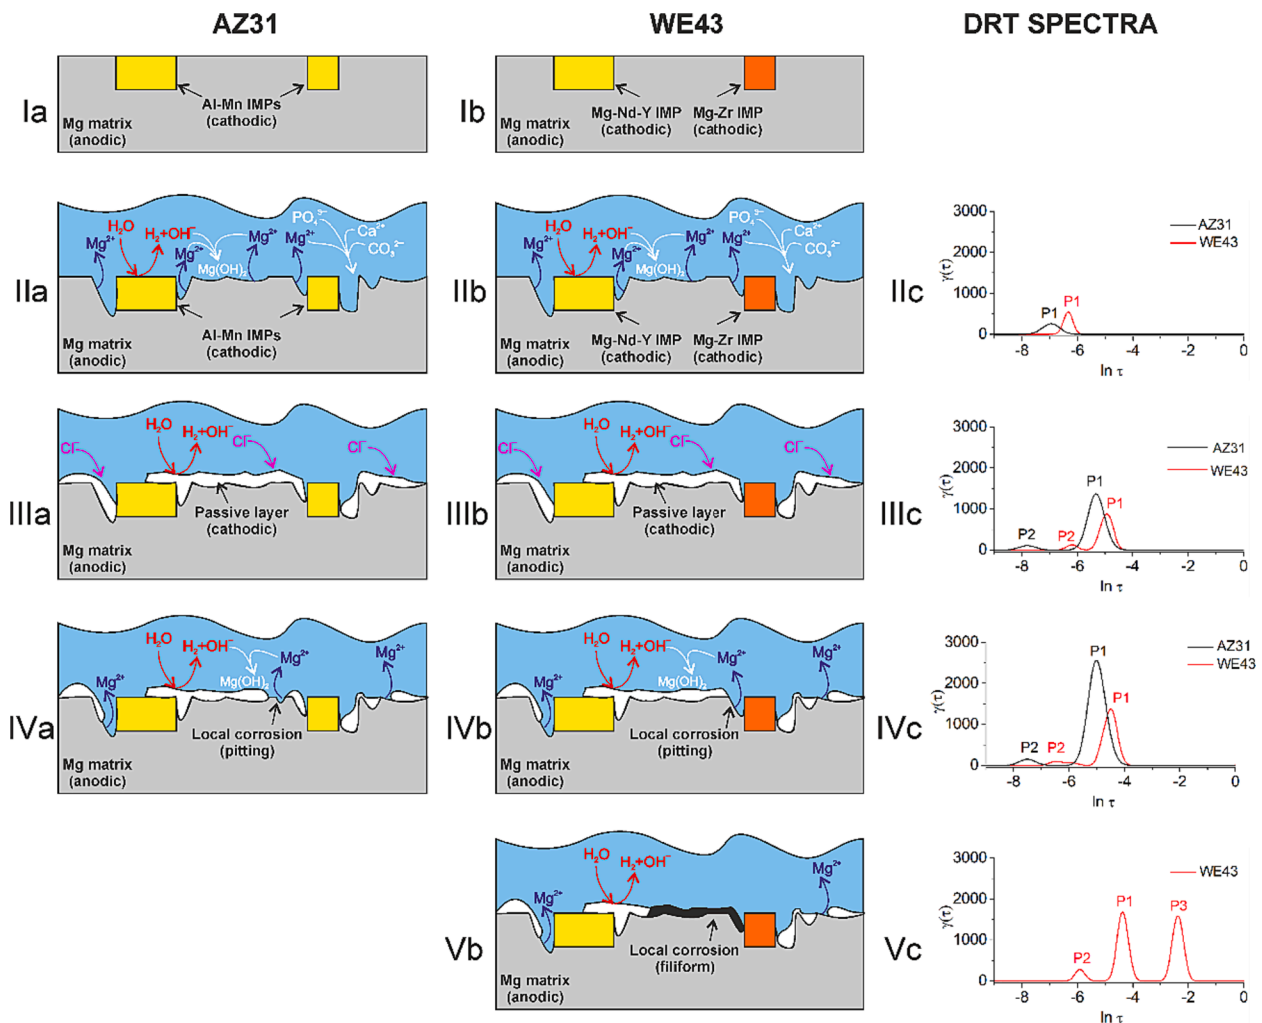 AZ31
WE43
DRT SPECTRA
Ia
Al-Mn IMPs
(cathodic)
Mg matrix
(anodic)
Ib
Mg-Nd-Y IMP
(cathodic)
Mg-Zr IMP
(cathodic)
Mg matrix
(anodic)
IIa
H₂O
H₂+OH⁻
Mg²⁺
Mg²⁺
Mg²⁺
Mg²⁺
Mg(OH)₂
PO₄³⁻
Ca²⁺
CO₃²⁻
Al-Mn IMPs
(cathodic)
Mg matrix
(anodic)
IIb
H₂O
H₂+OH⁻
Mg²⁺
Mg²⁺
Mg²⁺
Mg²⁺
Mg(OH)₂
PO₄³⁻
Ca²⁺
CO₃²⁻
Mg-Nd-Y IMP
(cathodic)
Mg-Zr IMP
(cathodic)
Mg matrix
(anodic)
IIc
γ(τ)
3000
2000
1000
0
AZ31
WE43
P1
P1
-8 -6 -4 -2 0
ln τ
IIIa
Cl⁻
H₂O
H₂+OH⁻
Cl⁻
Cl⁻
Passive layer
(cathodic)
Mg matrix
(anodic)
IIIb
Cl⁻
H₂O
H₂+OH⁻
Cl⁻
Cl⁻
Passive layer
(cathodic)
Mg matrix
(anodic)
IIIc
γ(τ)
3000
2000
1000
0
AZ31
WE43
P1
P1
P2
P2
-8 -6 -4 -2 0
ln τ
IVa
H₂O
H₂+OH⁻
Mg²⁺
Mg²⁺
Mg²⁺
Mg(OH)₂
Local corrosion
(pitting)
Mg matrix
(anodic)
IVb
H₂O
H₂+OH⁻
Mg²⁺
Mg²⁺
Mg²⁺
Mg(OH)₂
Local corrosion
(pitting)
Mg matrix
(anodic)
IVc
γ(τ)
3000
2000
1000
0
AZ31
WE43
P1
P1
P2
P2
-8 -6 -4 -2 0
ln τ
Vb
H₂O
H₂+OH⁻
Mg²⁺
Mg²⁺
Local corrosion
(filiform)
Mg matrix
(anodic)
Vc
γ(τ)
3000
2000
1000
0
WE43
P1
P3
P2
-8 -6 -4 -2 0
ln τ